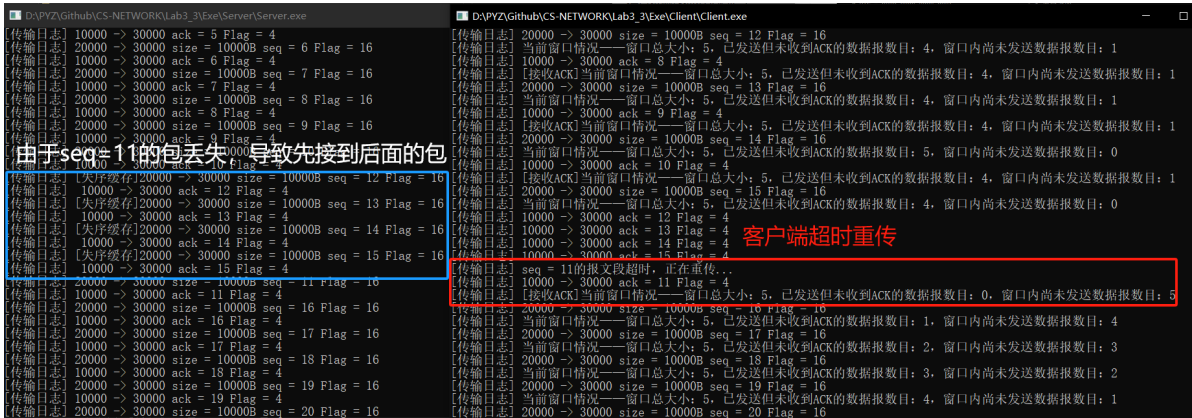 D:\PYZ\Github\CS-NETWORK\Lab3_3\Exe\Server\Server.exe
[传输日志] 10000 -> 30000 ack = 5 Flag = 4
[传输日志] 20000 -> 30000 size = 10000B seq = 6 Flag = 16
[传输日志] 10000 -> 30000 ack = 6 Flag = 4
[传输日志] 20000 -> 30000 size = 10000B seq = 7 Flag = 16
[传输日志] 10000 -> 30000 ack = 7 Flag = 4
[传输日志] 20000 -> 30000 size = 10000B seq = 8 Flag = 16
[传输日志] 10000 -> 30000 ack = 8 Flag = 4
[传输日志] 20000 -> 30000 size = 10000B seq = 9 Flag = 16
[传输日志] 10000 -> 30000 ack = 9 Flag = 4
由于seq=11的包丢失，导致先接到后面的包
[传输日志] 10000 -> 30000 ack = 10 Flag = 4
[传输日志] [失序缓存]20000 -> 30000 size = 10000B seq = 12 Flag = 16
[传输日志] 10000 -> 30000 ack = 12 Flag = 4
[传输日志] [失序缓存]20000 -> 30000 size = 10000B seq = 13 Flag = 16
[传输日志] 10000 -> 30000 ack = 13 Flag = 4
[传输日志] [失序缓存]20000 -> 30000 size = 10000B seq = 14 Flag = 16
[传输日志] 10000 -> 30000 ack = 14 Flag = 4
[传输日志] [失序缓存]20000 -> 30000 size = 10000B seq = 15 Flag = 16
[传输日志] 10000 -> 30000 ack = 15 Flag = 4
[传输日志] 20000 -> 30000 size = 10000B seq = 11 Flag = 16
[传输日志] 10000 -> 30000 ack = 11 Flag = 4
[传输日志] 20000 -> 30000 size = 10000B seq = 16 Flag = 16
[传输日志] 10000 -> 30000 ack = 16 Flag = 4
[传输日志] 20000 -> 30000 size = 10000B seq = 17 Flag = 16
[传输日志] 10000 -> 30000 ack = 17 Flag = 4
[传输日志] 20000 -> 30000 size = 10000B seq = 18 Flag = 16
[传输日志] 10000 -> 30000 ack = 18 Flag = 4
[传输日志] 20000 -> 30000 size = 10000B seq = 19 Flag = 16
[传输日志] 10000 -> 30000 ack = 19 Flag = 4
[传输日志] 20000 -> 30000 size = 10000B seq = 20 Flag = 16
D:\PYZ\Github\CS-NETWORK\Lab3_3\Exe\Client\Client.exe
[传输日志] 20000 -> 30000 size = 10000B seq = 12 Flag = 16
[传输日志] 当前窗口情况——窗口总大小：5，已发送但未收到ACK的数据报数目：4，窗口内尚未发送数据报数目：1
[传输日志] 10000 -> 30000 ack = 8 Flag = 4
[传输日志] [接收ACK]当前窗口情况——窗口总大小：5，已发送但未收到ACK的数据报数目：4，窗口内尚未发送数据报数目：1
[传输日志] 20000 -> 30000 size = 10000B seq = 13 Flag = 16
[传输日志] 当前窗口情况——窗口总大小：5，已发送但未收到ACK的数据报数目：4，窗口内尚未发送数据报数目：1
[传输日志] 10000 -> 30000 ack = 9 Flag = 4
[传输日志] [接收ACK]当前窗口情况——窗口总大小：5，已发送但未收到ACK的数据报数目：4，窗口内尚未发送数据报数目：1
[传输日志] 20000 -> 30000 size = 10000B seq = 14 Flag = 16
[传输日志] 当前窗口情况——窗口总大小：5，已发送但未收到ACK的数据报数目：5，窗口内尚未发送数据报数目：0
[传输日志] 10000 -> 30000 ack = 10 Flag = 4
[传输日志] [接收ACK]当前窗口情况——窗口总大小：5，已发送但未收到ACK的数据报数目：4，窗口内尚未发送数据报数目：1
[传输日志] 20000 -> 30000 size = 10000B seq = 15 Flag = 16
[传输日志] 当前窗口情况——窗口总大小：5，已发送但未收到ACK的数据报数目：4，窗口内尚未发送数据报数目：0
[传输日志] 10000 -> 30000 ack = 12 Flag = 4
[传输日志] 10000 -> 30000 ack = 13 Flag = 4
[传输日志] 10000 -> 30000 ack = 14 Flag = 4
客户端超时重传
[传输日志] 10000 -> 30000 ack = 15 Flag = 4
[传输日志] seq = 11的报文段超时，正在重传...
[传输日志] 10000 -> 30000 ack = 11 Flag = 4
[传输日志] [接收ACK]当前窗口情况——窗口总大小：5，已发送但未收到ACK的数据报数目：0，窗口内尚未发送数据报数目：5
[传输日志] 20000 -> 30000 size = 10000B seq = 16 Flag = 16
[传输日志] 当前窗口情况——窗口总大小：5，已发送但未收到ACK的数据报数目：1，窗口内尚未发送数据报数目：4
[传输日志] 20000 -> 30000 size = 10000B seq = 17 Flag = 16
[传输日志] 当前窗口情况——窗口总大小：5，已发送但未收到ACK的数据报数目：2，窗口内尚未发送数据报数目：3
[传输日志] 20000 -> 30000 size = 10000B seq = 18 Flag = 16
[传输日志] 当前窗口情况——窗口总大小：5，已发送但未收到ACK的数据报数目：3，窗口内尚未发送数据报数目：2
[传输日志] 20000 -> 30000 size = 10000B seq = 19 Flag = 16
[传输日志] 当前窗口情况——窗口总大小：5，已发送但未收到ACK的数据报数目：4，窗口内尚未发送数据报数目：1
[传输日志] 20000 -> 30000 size = 10000B seq = 20 Flag = 16